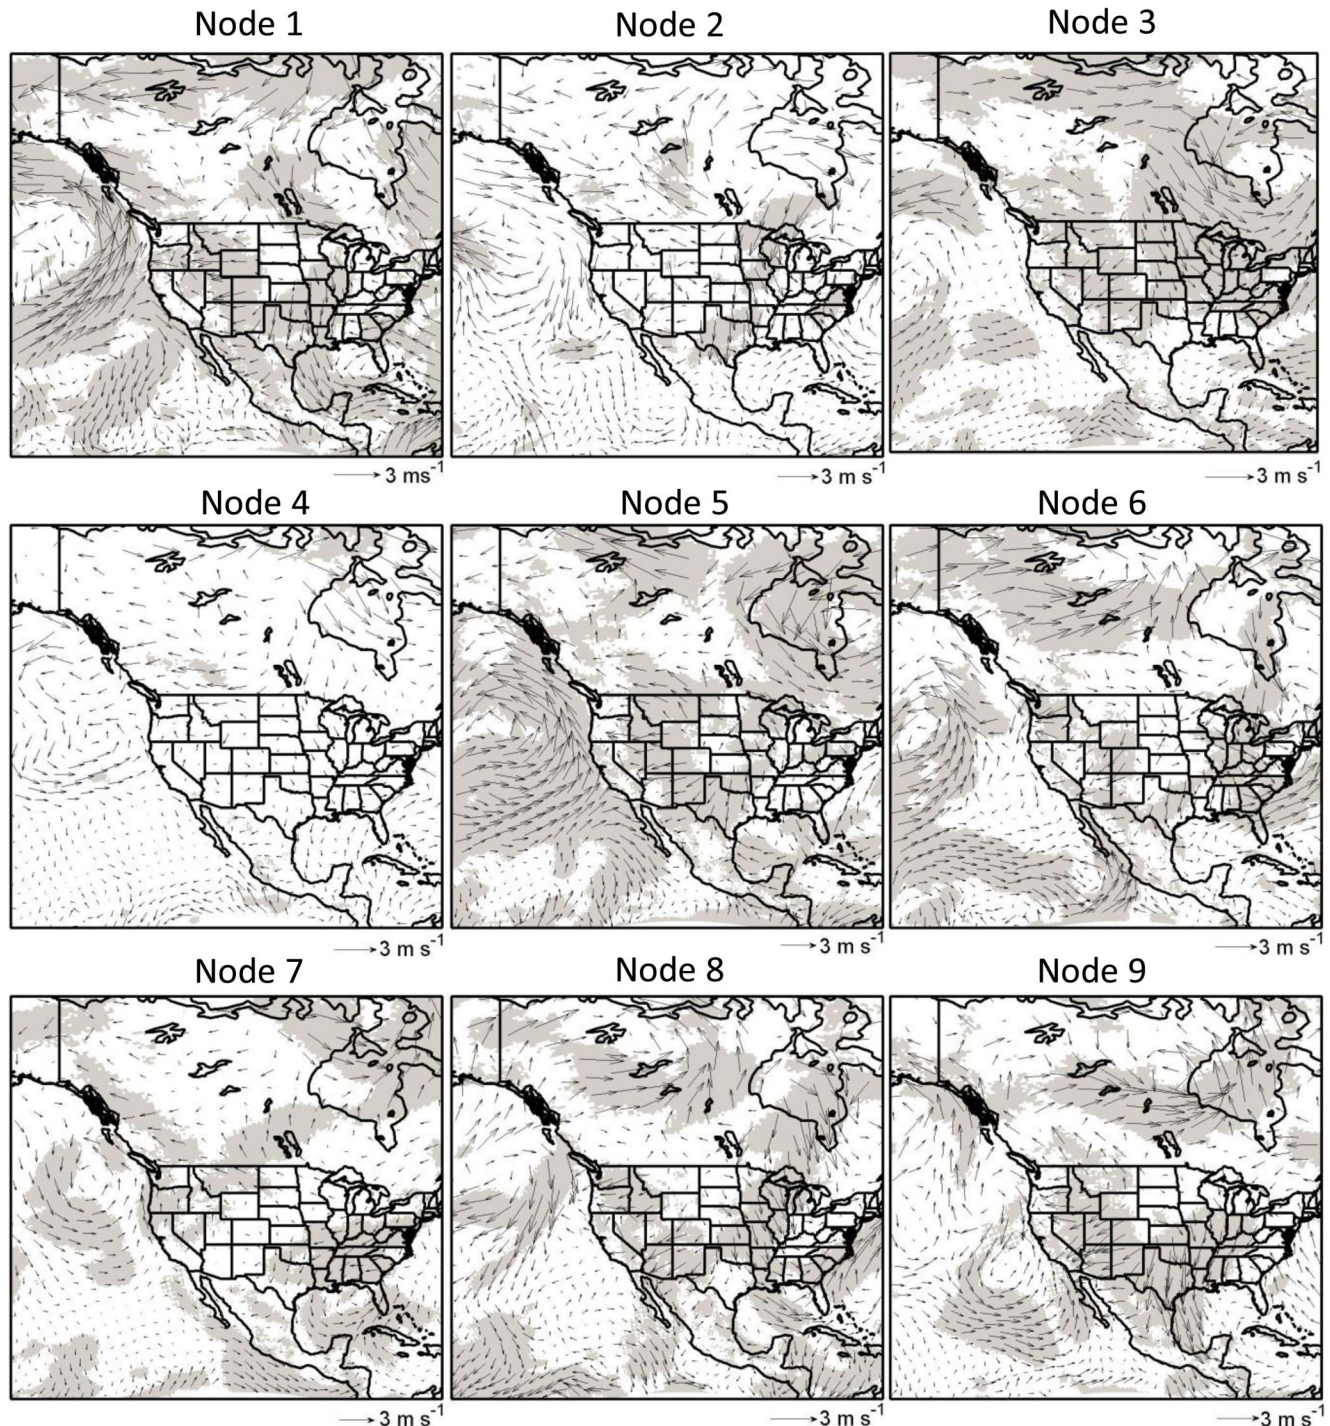 Node 1 Node 2 Node 3
3 ms⁻¹ 3 m s⁻¹ 3 m s⁻¹
Node 4 Node 5 Node 6
3 m s⁻¹ 3 m s⁻¹ 3 m s⁻¹
Node 7 Node 8 Node 9
3 m s⁻¹ 3 m s⁻¹ 3 m s⁻¹